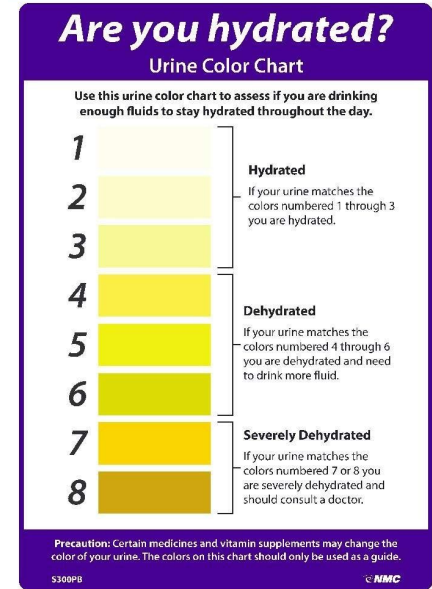 Are you hydrated?
Urine Color Chart
Use this urine color chart to assess if you are drinking
enough fluids to stay hydrated throughout the day.
1
2
3
Hydrated
If your urine matches the
colors numbered 1 through 3
you are hydrated.
4
5
6
Dehydrated
If your urine matches the
colors numbered 4 through 6
you are dehydrated and need
to drink more fluid.
7
8
Severely Dehydrated
If your urine matches the
colors numbered 7 or 8 you
are severely dehydrated and
should consult a doctor.
Precaution: Certain medicines and vitamin supplements may change the
color of your urine. The colors on this chart should only be used as a guide.
S300PB
NMC